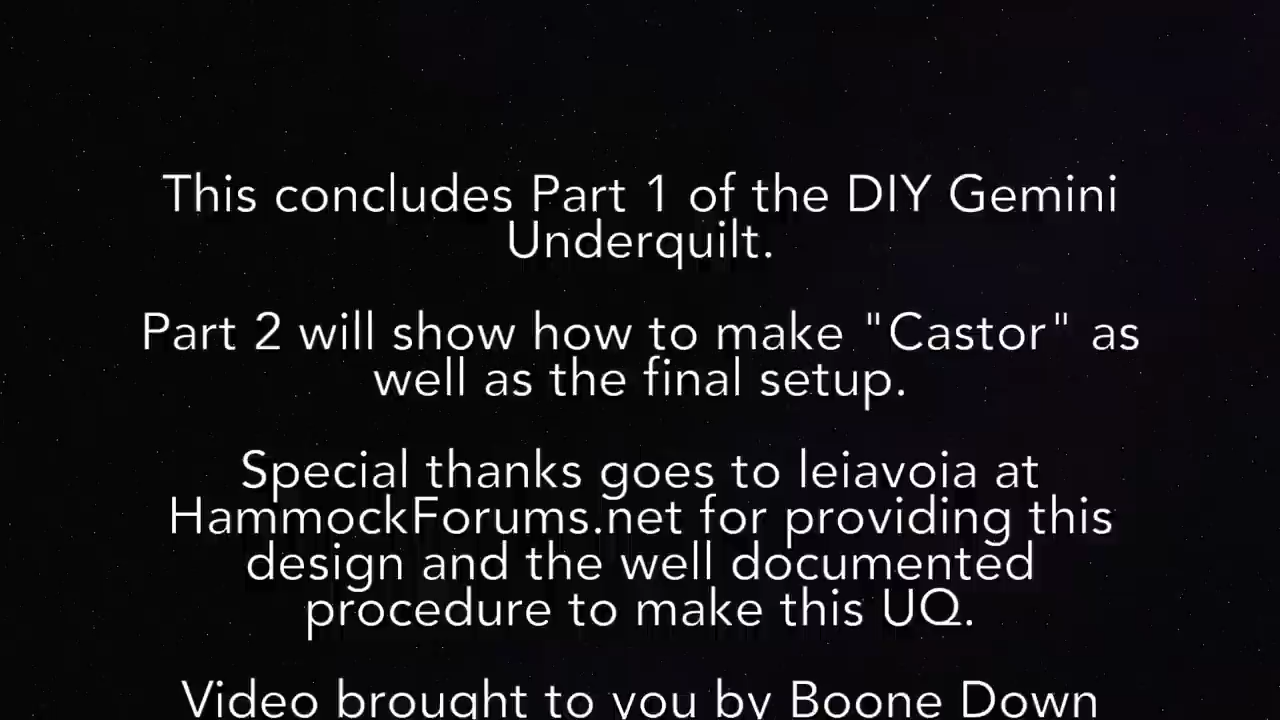 This concludes Part 1 of the DIY Gemini
Underquilt.
Part 2 will show how to make "Castor" as
well as the final setup.
Special thanks goes to leiavoia at
HammockForums.net for providing this
design and the well documented
procedure to make this UQ.
Video brought to you by Boone Down